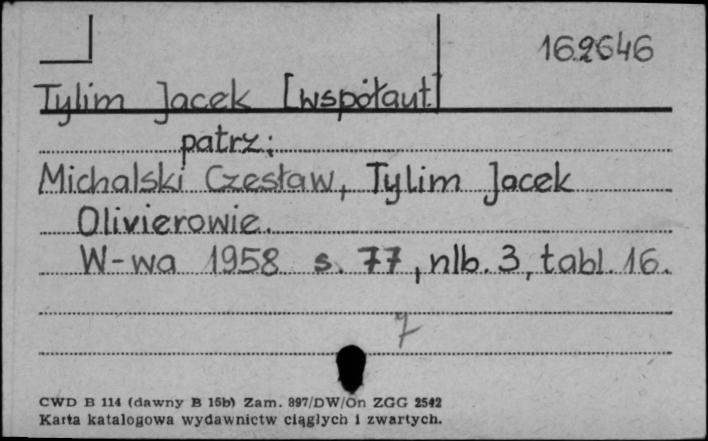 162646
Tylim Jacek [współaut.]
patrz:
Michalski Czesław, Tylim Jacek
Olivierowie.
W-wa 1958 s. 77, nlb. 3, tabl. 16.
7
CWD B 114 (dawny B 15b) Zam. 897/DW/On ZGG 2542
Karta katalogowa wydawnictw ciągłych i zwartych.